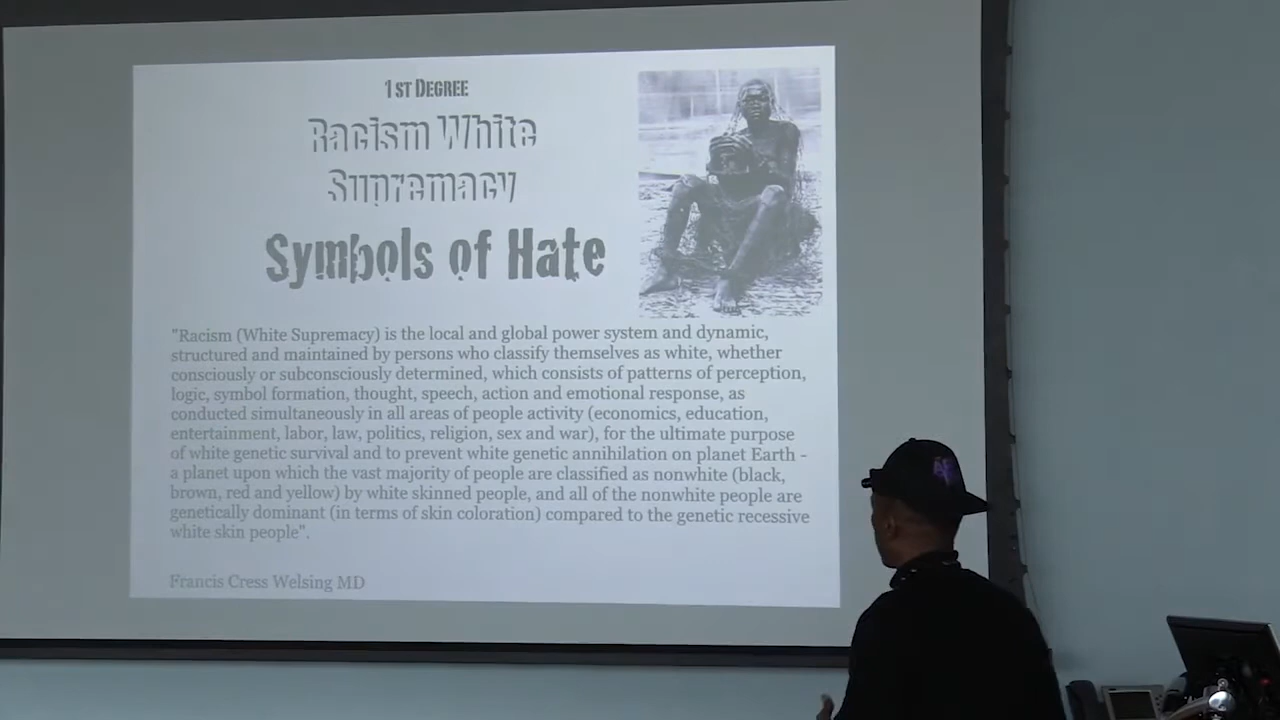 1st Degree
Racism White
Supremacy
Symbols of Hate
"Racism (White Supremacy) is the local and global power system and dynamic,
structured and maintained by persons who classify themselves as white, whether
consciously or subconsciously determined, which consists of patterns of perception,
logic, symbol formation, thought, speech, action and emotional response, as
conducted simultaneously in all areas of people activity (economics, education,
entertainment, labor, law, politics, religion, sex and war), for the ultimate purpose
of white genetic survival and to prevent white genetic annihilation on planet Earth -
a planet upon which the vast majority of people are classified as nonwhite (black,
brown, red and yellow) by white skinned people, and all of the nonwhite people are
genetically dominant (in terms of skin coloration) compared to the genetic recessive
white skin people".
Francis Cress Welsing MD